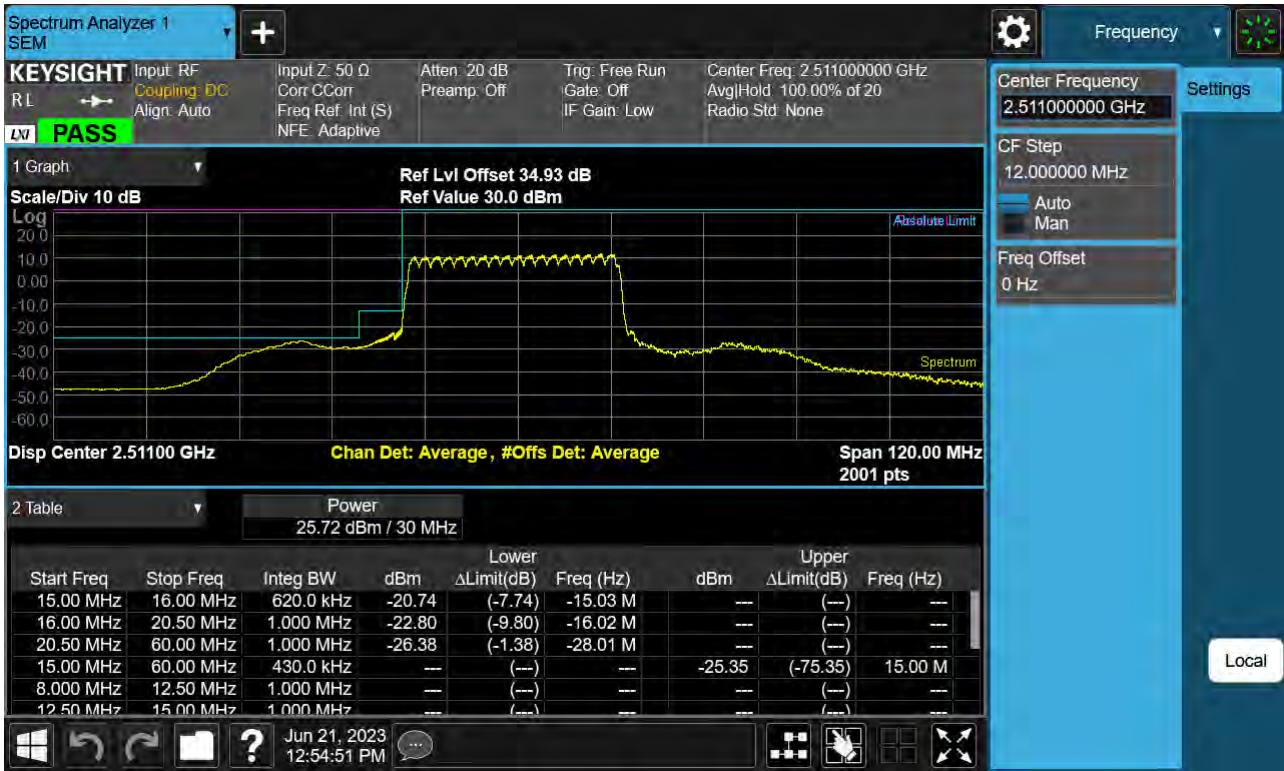 Spectrum Analyzer 1
SEM
+
Frequency
KEYSIGHT
RL
LXI
PASS
Input: RF
Coupling: DC
Align: Auto
Input Z: 50 Ω
Corr CCorr
Freq Ref: Int (S)
NFE: Adaptive
Atten: 20 dB
Preamp: Off
Trig: Free Run
Gate: Off
IF Gain: Low
Center Freq: 2.511000000 GHz
Avg|Hold: 100.00% of 20
Radio Std: None
Center Frequency
2.511000000 GHz
Settings
CF Step
12.000000 MHz
Auto
Man
Freq Offset
0 Hz
Local
1 Graph
Scale/Div 10 dB
Ref Lvl Offset 34.93 dB
Ref Value 30.0 dBm
Log
20.0
10.0
0.00
-10.0
-20.0
-30.0
-40.0
-50.0
-60.0
Limit
Spectrum
Disp Center 2.51100 GHz
Chan Det: Average, #Offs Det: Average
Span 120.00 MHz
2001 pts
2 Table
Power
25.72 dBm / 30 MHz
Lower Upper
Start Freq Stop Freq Integ BW dBm ΔLimit(dB) Freq (Hz) dBm ΔLimit(dB) Freq (Hz)
15.00 MHz 16.00 MHz 620.0 kHz -20.74 (-7.74) -15.03 M --- (---) ---
16.00 MHz 20.50 MHz 1.000 MHz -22.80 (-9.80) -16.02 M --- (---) ---
20.50 MHz 60.00 MHz 1.000 MHz -26.38 (-1.38) -28.01 M --- (---) ---
15.00 MHz 60.00 MHz 430.0 kHz --- (---) --- -25.35 (-75.35) 15.00 M
8.000 MHz 12.50 MHz 1.000 MHz --- (---) --- --- (---) ---
12.50 MHz 15.00 MHz 1.000 MHz --- (---) --- --- (---) ---
?
Jun 21, 2023
12:54:51 PM